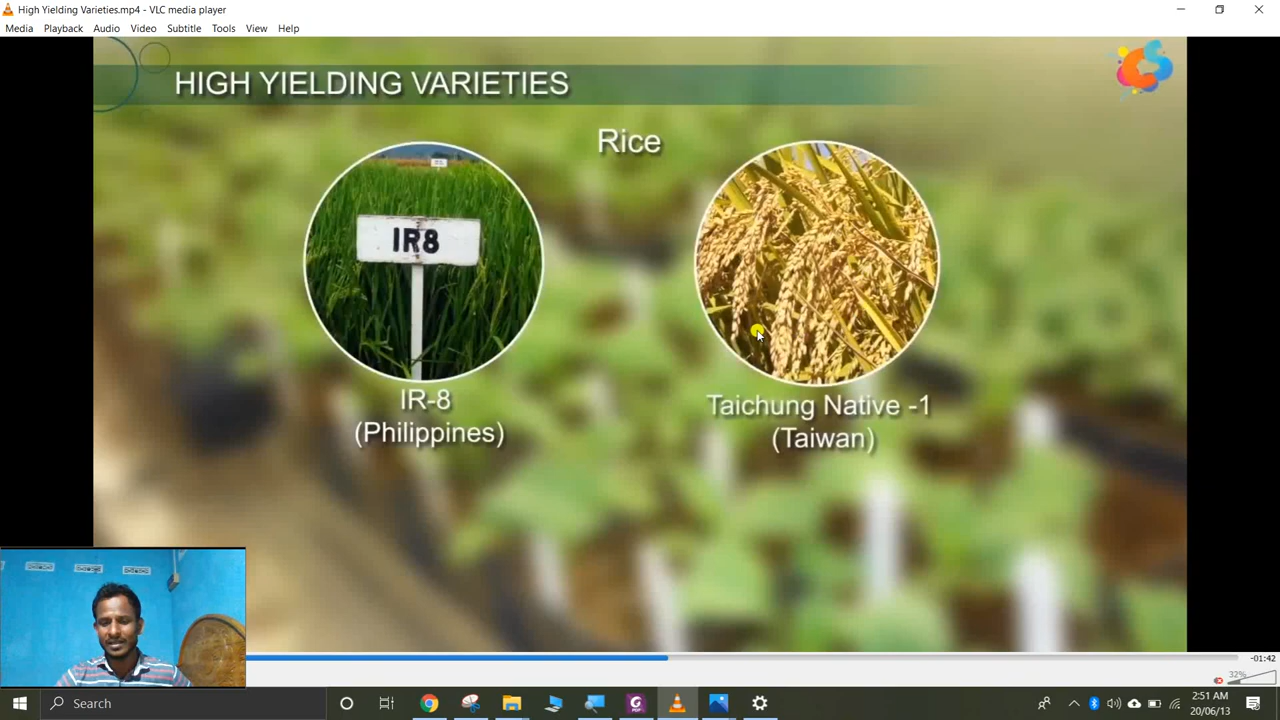 High Yielding Varieties.mp4 - VLC media player
Media Playback Audio Video Subtitle Tools View Help
HIGH YIELDING VARIETIES
Rice
IR8
IR-8
(Philippines)
Taichung Native -1
(Taiwan)
-01:42
32%
Search
2:51 AM
20/06/13